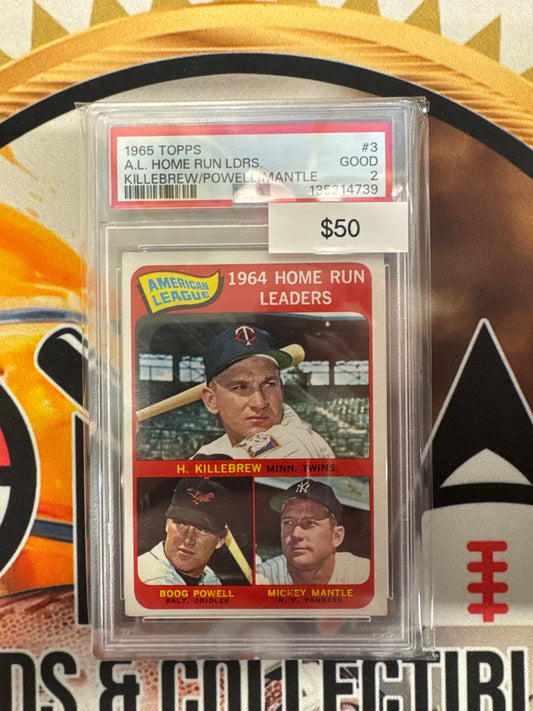 1965 TOPPS #3
A.L. HOME RUN LDRS. GOOD
KILLEBREW/POWELL/MANTLE 2
135214739
$50
AMERICAN
LEAGUE
1964 HOME RUN
LEADERS
H. KILLEBREW MINN. TWINS
BOOG POWELL
BALT. ORIOLES
MICKEY MANTLE
N. Y. YANKEES
DS & COLLECTIBL